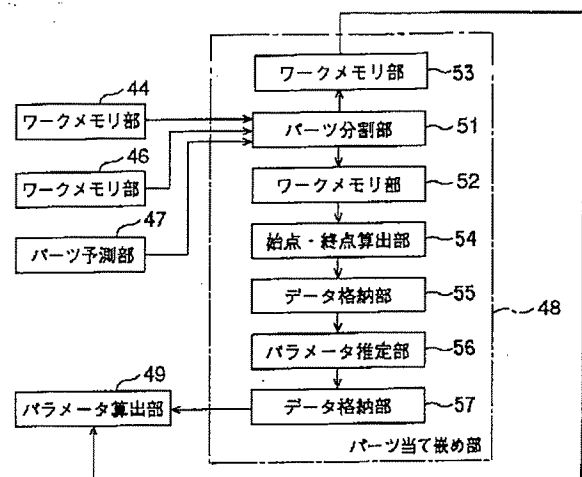 ワークメモリ部 53
44
ワークメモリ部
パーツ分割部 51
46
ワークメモリ部
ワークメモリ部 52
47
パーツ予測部
始点・終点算出部 54
データ格納部 55
48
パラメータ推定部 56
49
パラメータ算出部
データ格納部 57
パーツ当て嵌め部